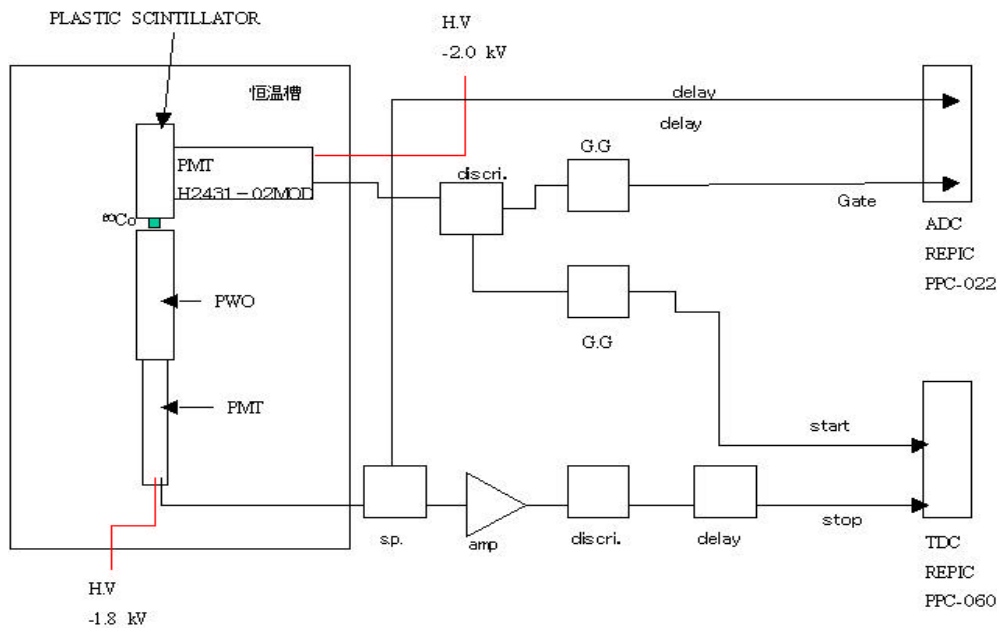 PLASTIC SCINTILLATOR
H.V
-2.0 kV
恒温槽
delay
delay
G.G
PMT
H2431-02MOD
discri.
Gate
⁶⁰Co
ADC
REPIC
PPC-022
PWO
G.G
PMT
start
s.p.
amp
discri.
delay
stop
TDC
REPIC
PPC-060
H.V
-1.8 kV